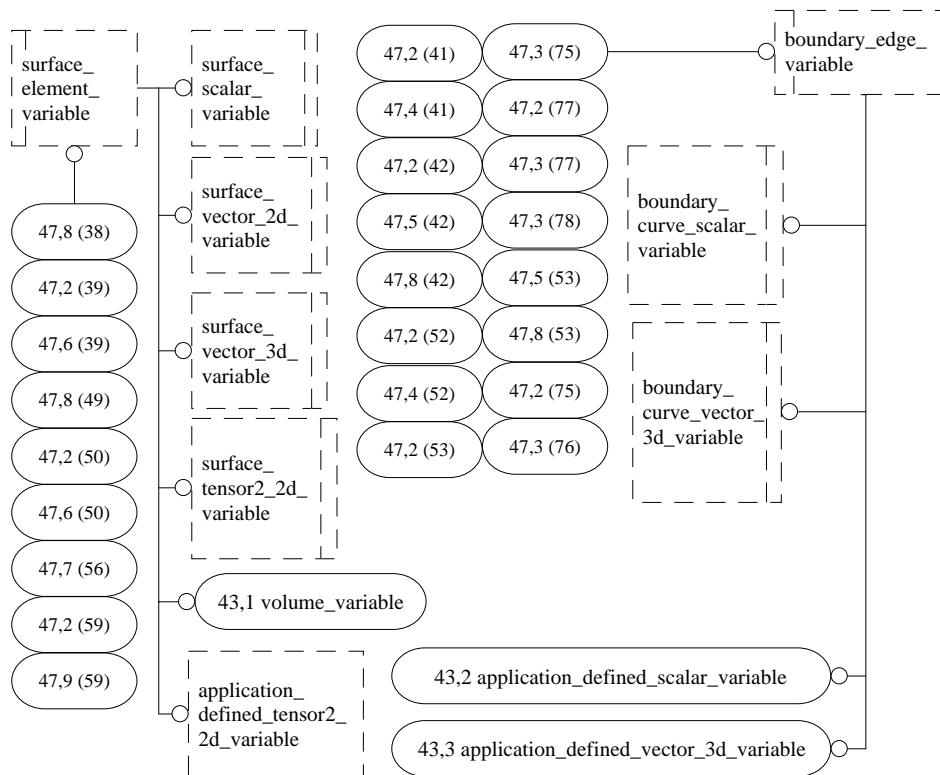 surface_
element_
variable
47,8 (38)
47,2 (39)
47,6 (39)
47,8 (49)
47,2 (50)
47,6 (50)
47,7 (56)
47,2 (59)
47,9 (59)
surface_
scalar_
variable
surface_
vector_2d_
variable
surface_
vector_3d_
variable
surface_
tensor2_2d_
variable
43,1 volume_variable
application_
defined_tensor2_
2d_variable
47,2 (41)
47,4 (41)
47,2 (42)
47,5 (42)
47,8 (42)
47,2 (52)
47,4 (52)
47,2 (53)
47,3 (75)
47,2 (77)
47,3 (77)
47,3 (78)
47,5 (53)
47,8 (53)
47,2 (75)
47,3 (76)
boundary_edge_
variable
boundary_
curve_scalar_
variable
boundary_
curve_vector_
3d_variable
43,2 application_defined_scalar_variable
43,3 application_defined_vector_3d_variable